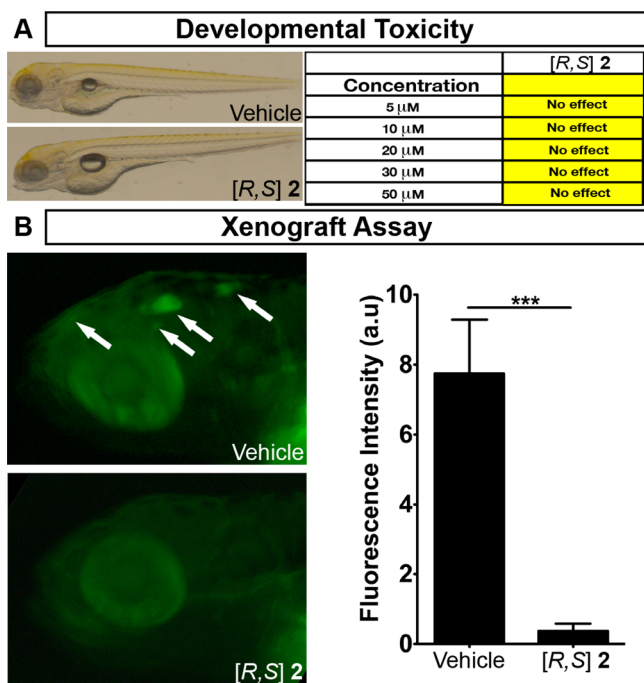 A
Developmental Toxicity
Vehicle
[R,S] 2
[R,S] 2
Concentration
5 μM No effect
10 μM No effect
20 μM No effect
30 μM No effect
50 μM No effect
B
Xenograft Assay
Vehicle
[R,S] 2
Fluorescence Intensity (a.u)
10
8
6
4
2
0
***
Vehicle [R,S] 2